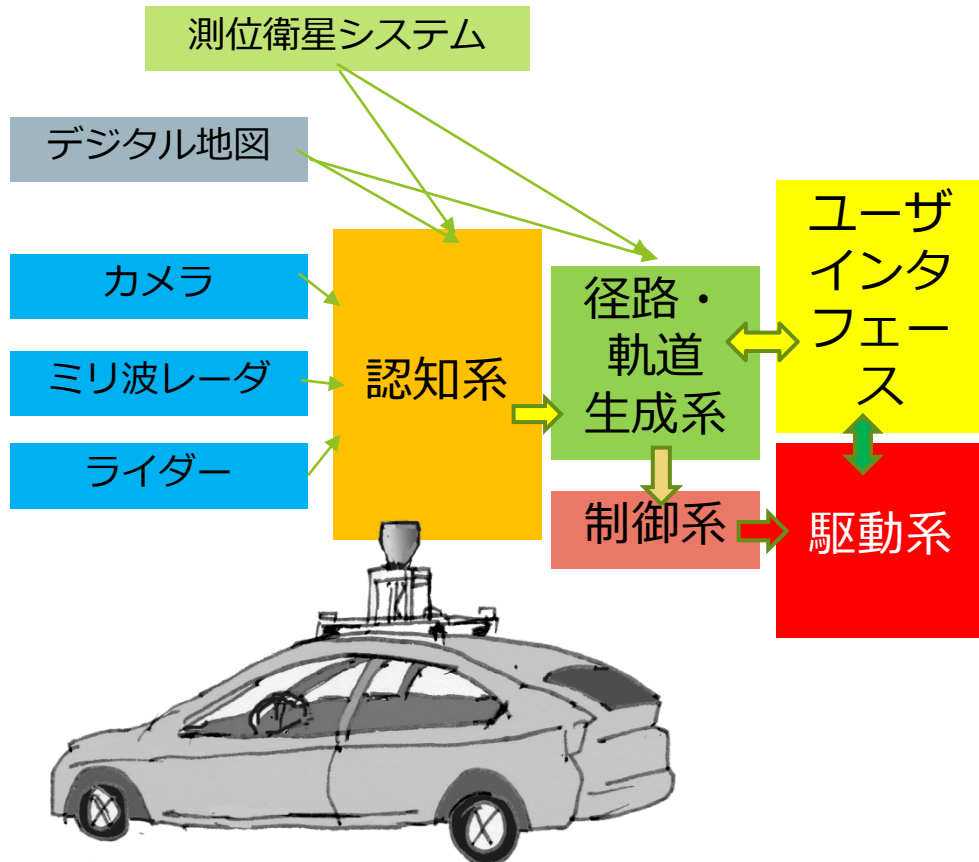 測位衛星システム
デジタル地図
カメラ
ミリ波レーダ
ライダー
認知系
径路・
軌道
生成系
制御系
ユーザ
インタ
フェー
ス
駆動系